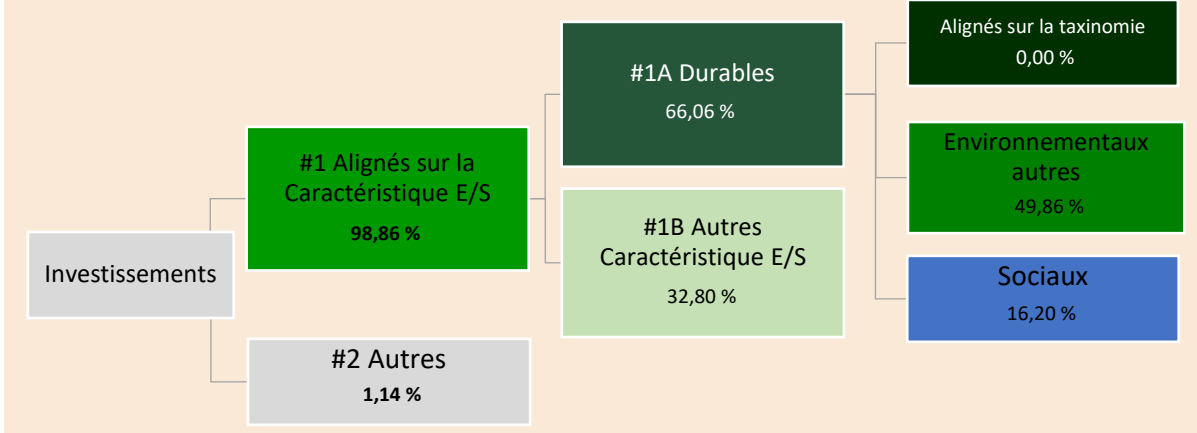 Investissements
#1 Alignés sur la
Caractéristique E/S
98,86 %
#2 Autres
1,14 %
#1A Durables
66,06 %
#1B Autres
Caractéristique E/S
32,80 %
Alignés sur la taxinomie
0,00 %
Environnementaux
autres
49,86 %
Sociaux
16,20 %